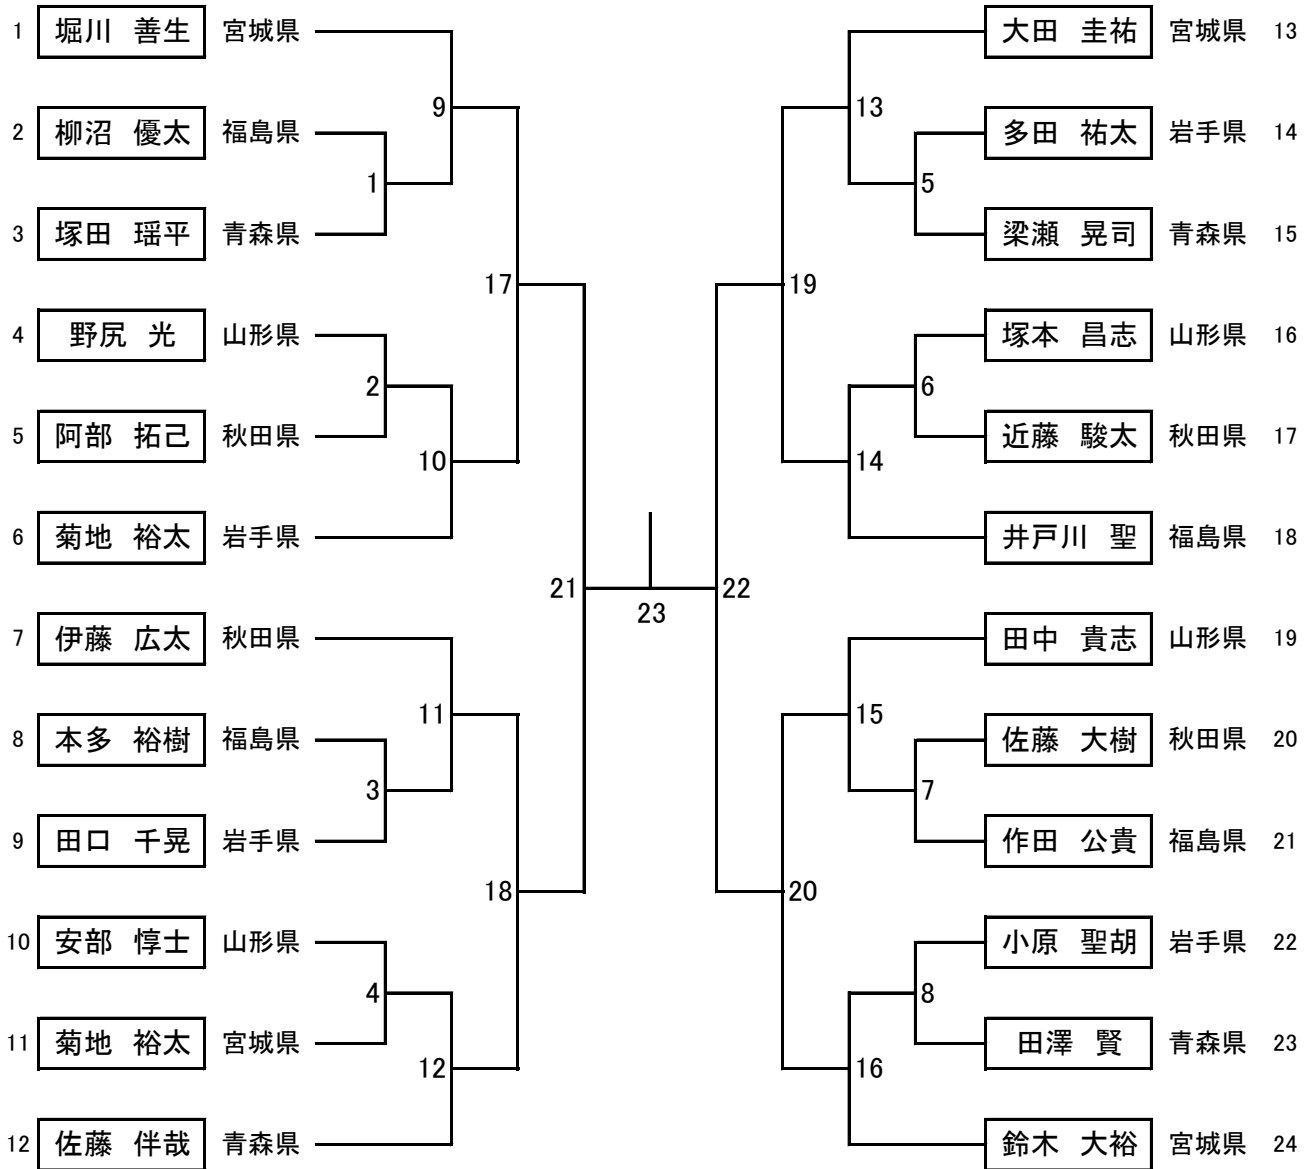 1 堀川 善生 宮城県
2 柳沼 優太 福島県
3 塚田 瑶平 青森県
4 野尻 光 山形県
5 阿部 拓己 秋田県
6 菊地 裕太 岩手県
7 伊藤 広太 秋田県
8 本多 裕樹 福島県
9 田口 千晃 岩手県
10 安部 惇士 山形県
11 菊地 裕太 宮城県
12 佐藤 伴哉 青森県
9
1
17
2
10
21
11
3
18
4
12
23
13
5
19
6
14
22
15
7
20
8
16
大田 圭祐 宮城県 13
多田 祐太 岩手県 14
梁瀬 晃司 青森県 15
塚本 昌志 山形県 16
近藤 駿太 秋田県 17
井戸川 聖 福島県 18
田中 貴志 山形県 19
佐藤 大樹 秋田県 20
作田 公貴 福島県 21
小原 聖胡 岩手県 22
田澤 賢 青森県 23
鈴木 大裕 宮城県 24